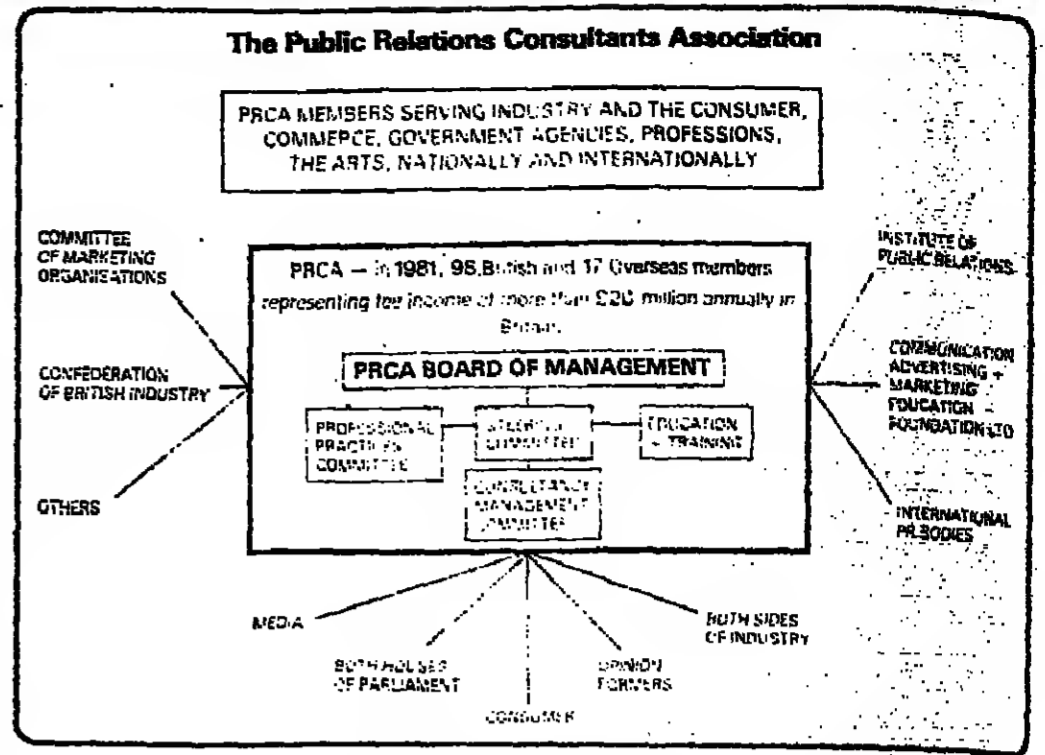 The Public Relations Consultants Association
PRCA MEMBERS SERVING INDUSTRY AND THE CONSUMER,
COMMERCE, GOVERNMENT AGENCIES, PROFESSIONS,
THE ARTS, NATIONALLY AND INTERNATIONALLY
COMMITTEE
OF MARKETING
ORGANISATIONS
CONFEDERATION
OF BRITISH INDUSTRY
OTHERS
PRCA — in 1981, 98 British and 17 Overseas members
representing fee income of more than £20 million annually in
Britain.
PRCA BOARD OF MANAGEMENT
PROFESSIONAL
PRACTICES
COMMITTEE
STEERING
COMMITTEE
EDUCATION
+ TRAINING
CONSULTANCY
MANAGEMENT
COMMITTEE
INSTITUTE OF
PUBLIC RELATIONS
COMMUNICATION
ADVERTISING +
MARKETING
EDUCATION
FOUNDATION LTD
INTERNATIONAL
PR BODIES
MEDIA
BOTH HOUSES
OF PARLIAMENT
CONSUMER
OPINION
FORMERS
BOTH SIDES
OF INDUSTRY